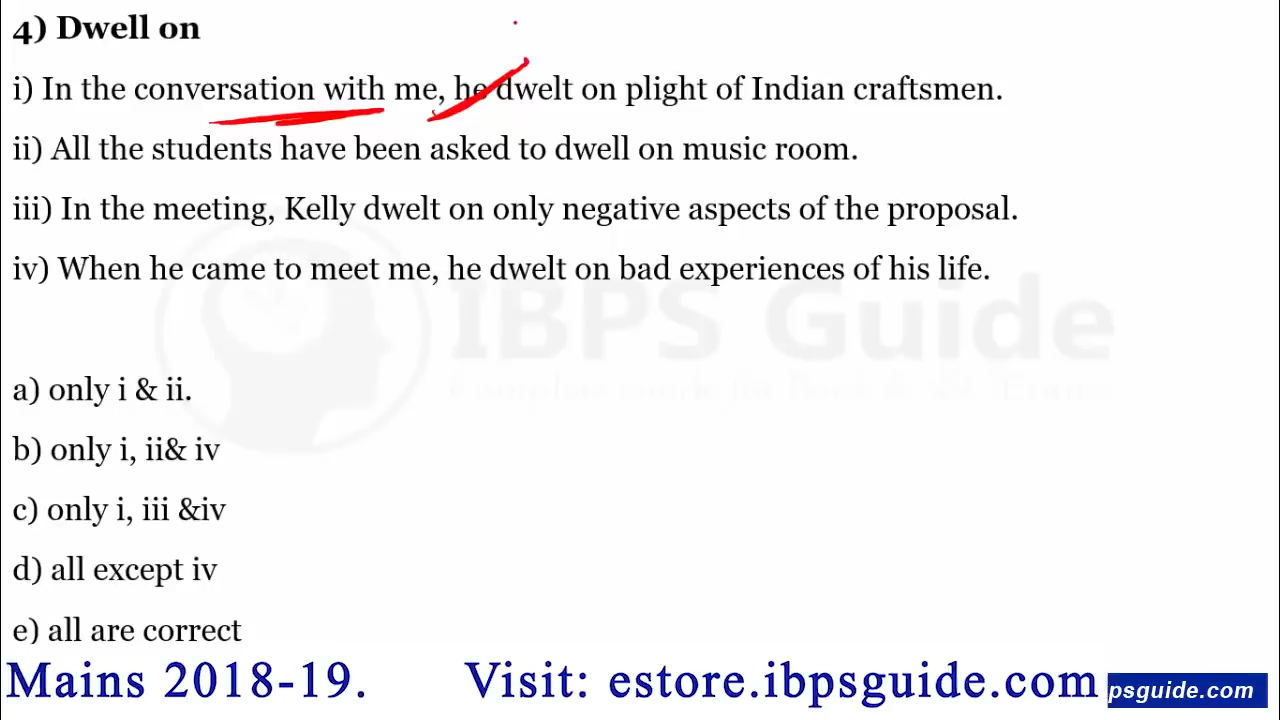 4) Dwell on
i) In the conversation with me, he dwelt on plight of Indian craftsmen.
ii) All the students have been asked to dwell on music room.
iii) In the meeting, Kelly dwelt on only negative aspects of the proposal.
iv) When he came to meet me, he dwelt on bad experiences of his life.
IBPS Guide
a) only i & ii.
b) only i, ii& iv
c) only i, iii &iv
d) all except iv
e) all are correct
Mains 2018-19. Visit: estore.ibpsguide.com
psguide.com